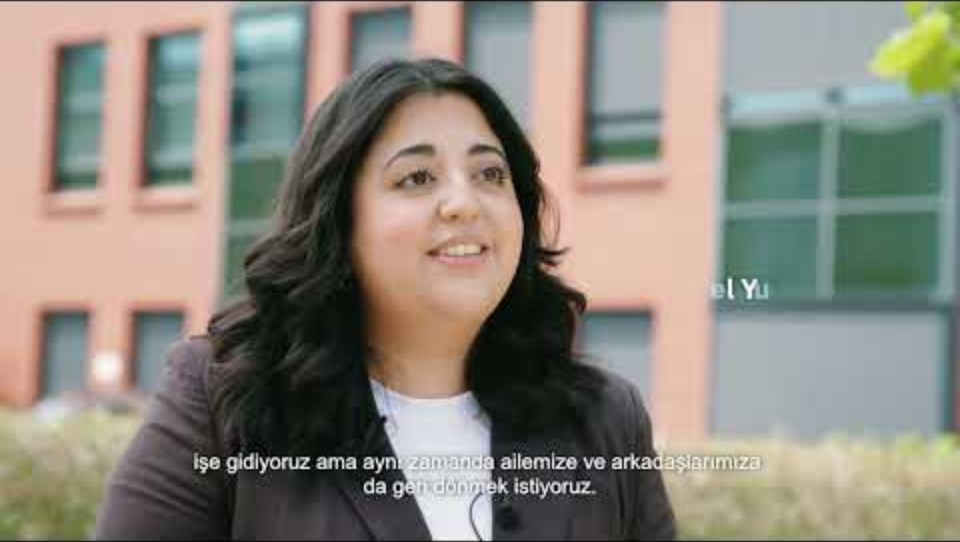 el Yu
işe gidiyoruz ama aynı zamanda ailemize ve arkadaşlarımıza
da geri dönmek istiyoruz.